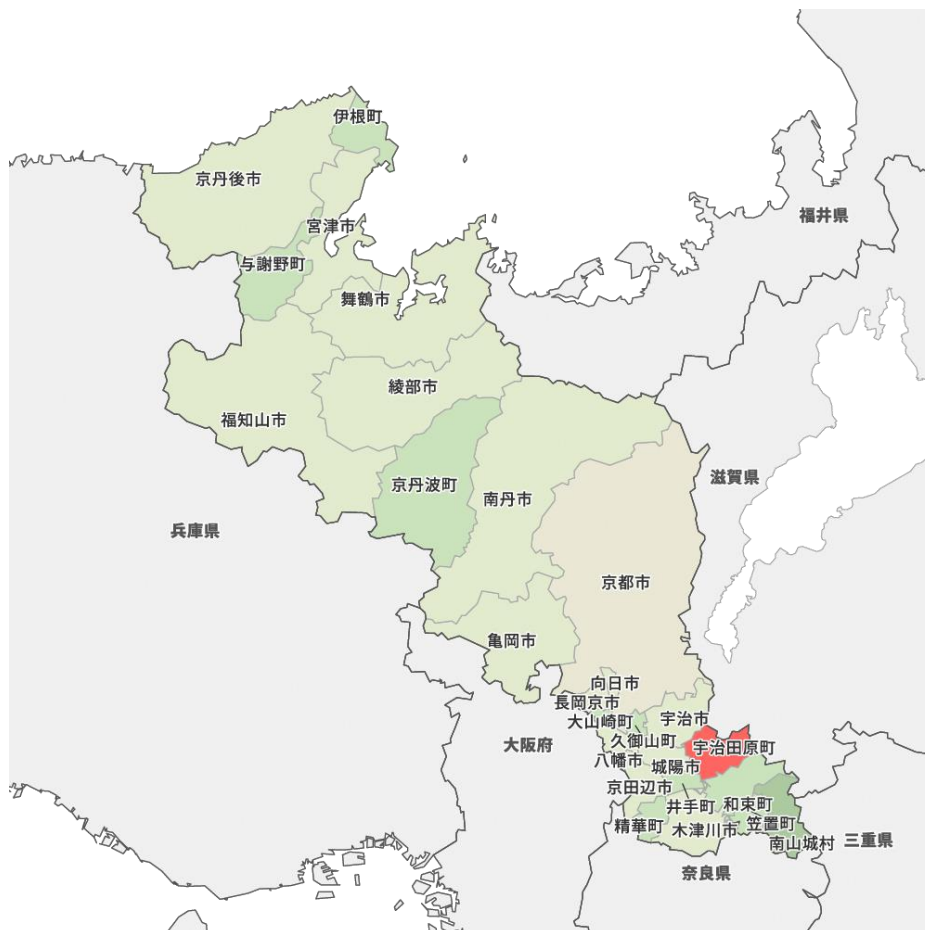 伊根町
京丹後市
福井県
宮津市
与謝野町
舞鶴市
綾部市
福知山市
滋賀県
京丹波町
南丹市
兵庫県
京都市
亀岡市
向日市
長岡京市
大山崎町
宇治市
久御山町
大阪府
宇治田原町
八幡市
城陽市
京田辺市
井手町
和束町
精華町
木津川市
笠置町
南山城村
三重県
奈良県